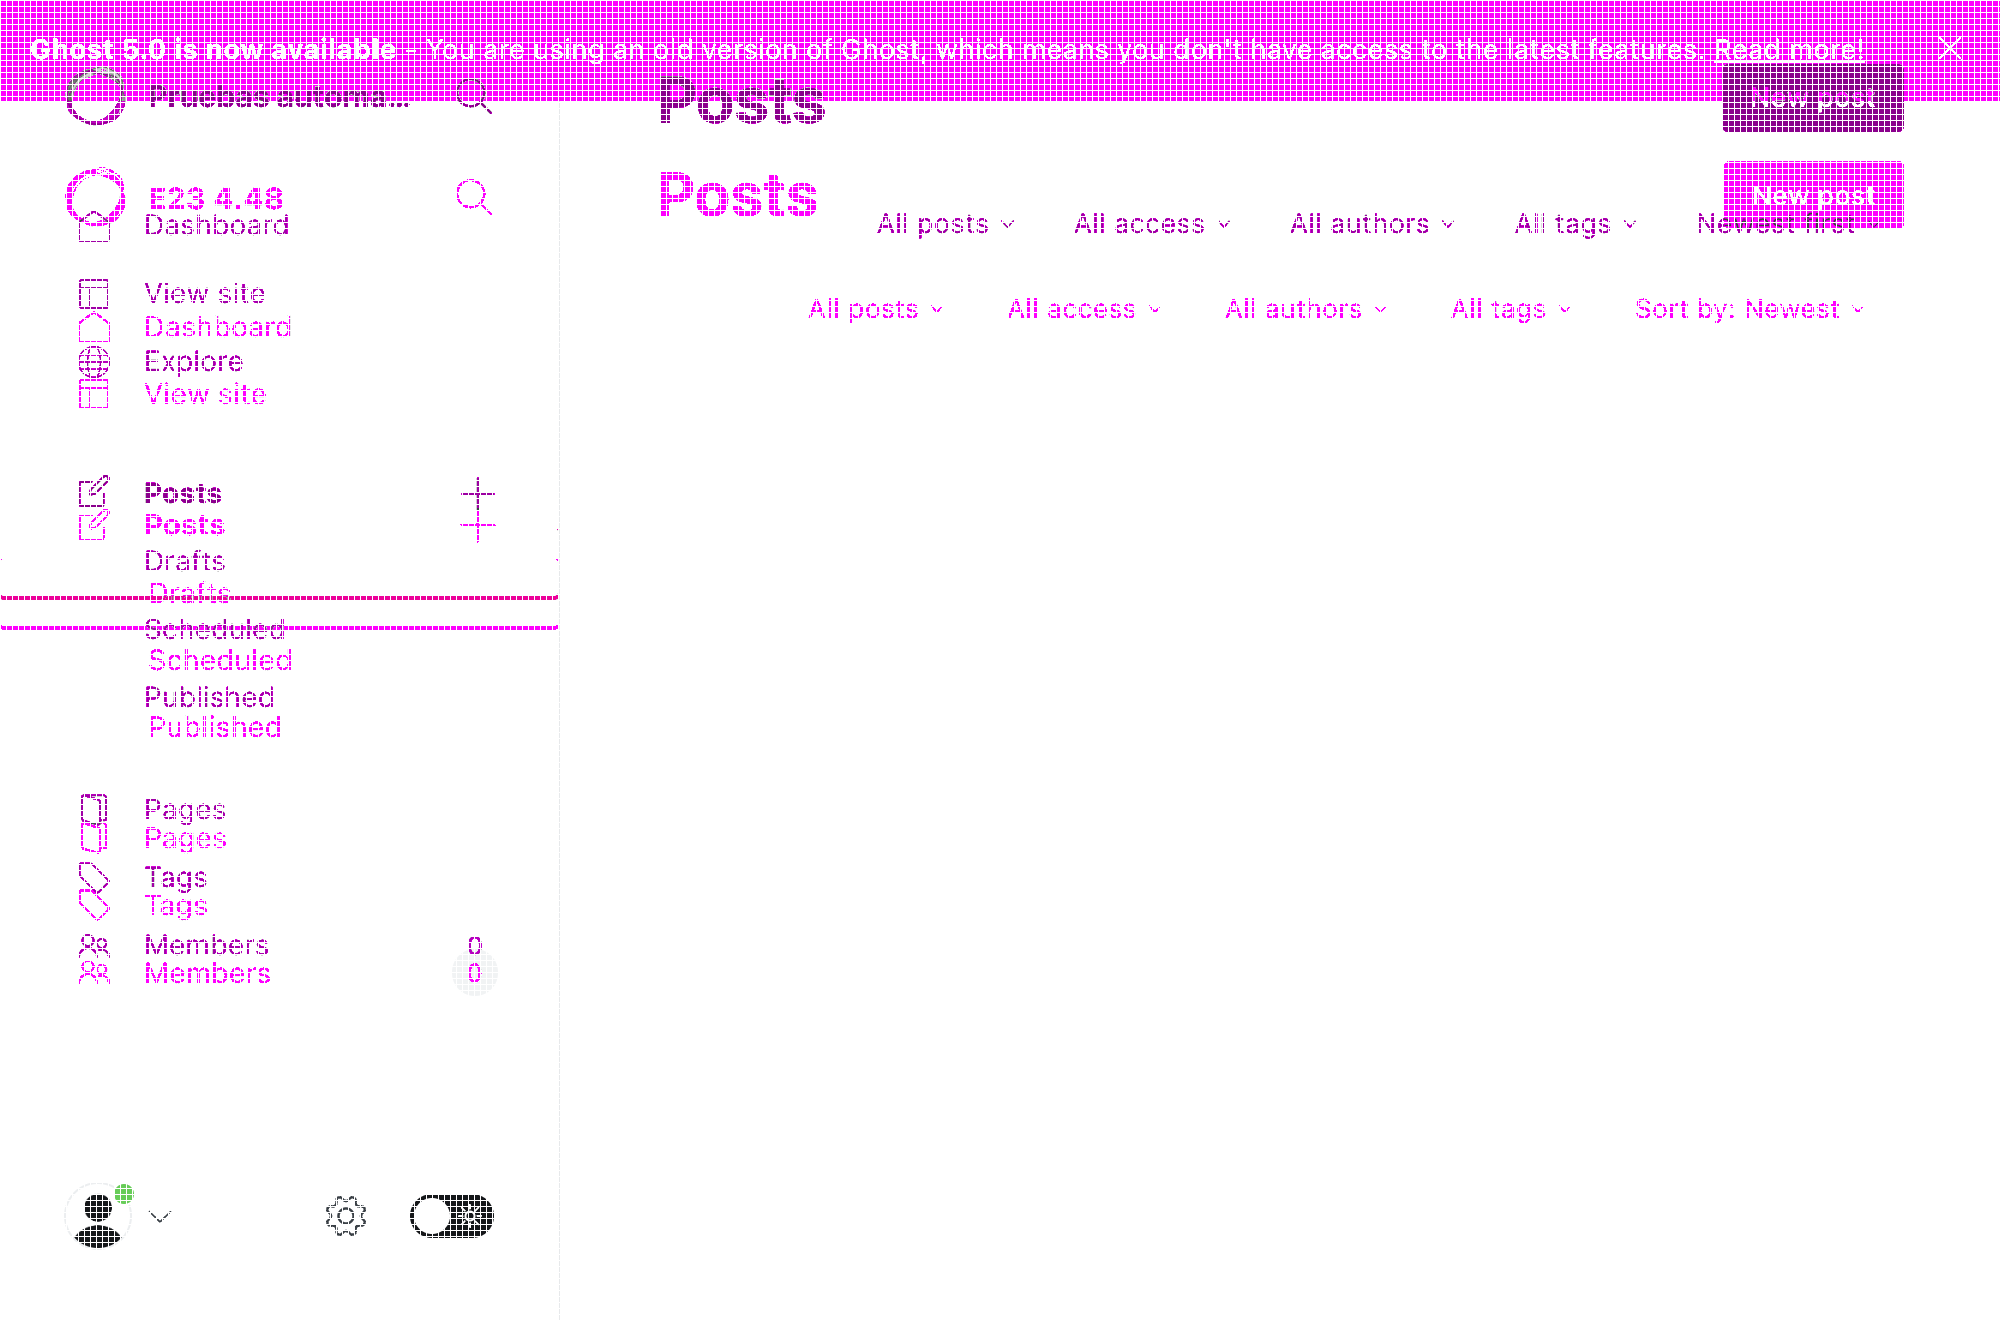 Ghost 5.0 is now available - You are using an old version of Ghost, which means you don't have access to the latest features. Read more!
Pruebas automa...
Posts
New post
E23 4.48
Posts
New post
Dashboard
All posts
All access
All authors
All tags
Newest first
View site
All posts
All access
All authors
All tags
Sort by: Newest
Dashboard
Explore
View site
Posts
Posts
Drafts
Drafts
Scheduled
Scheduled
Published
Published
Pages
Pages
Tags
Tags
Members 0
Members 0